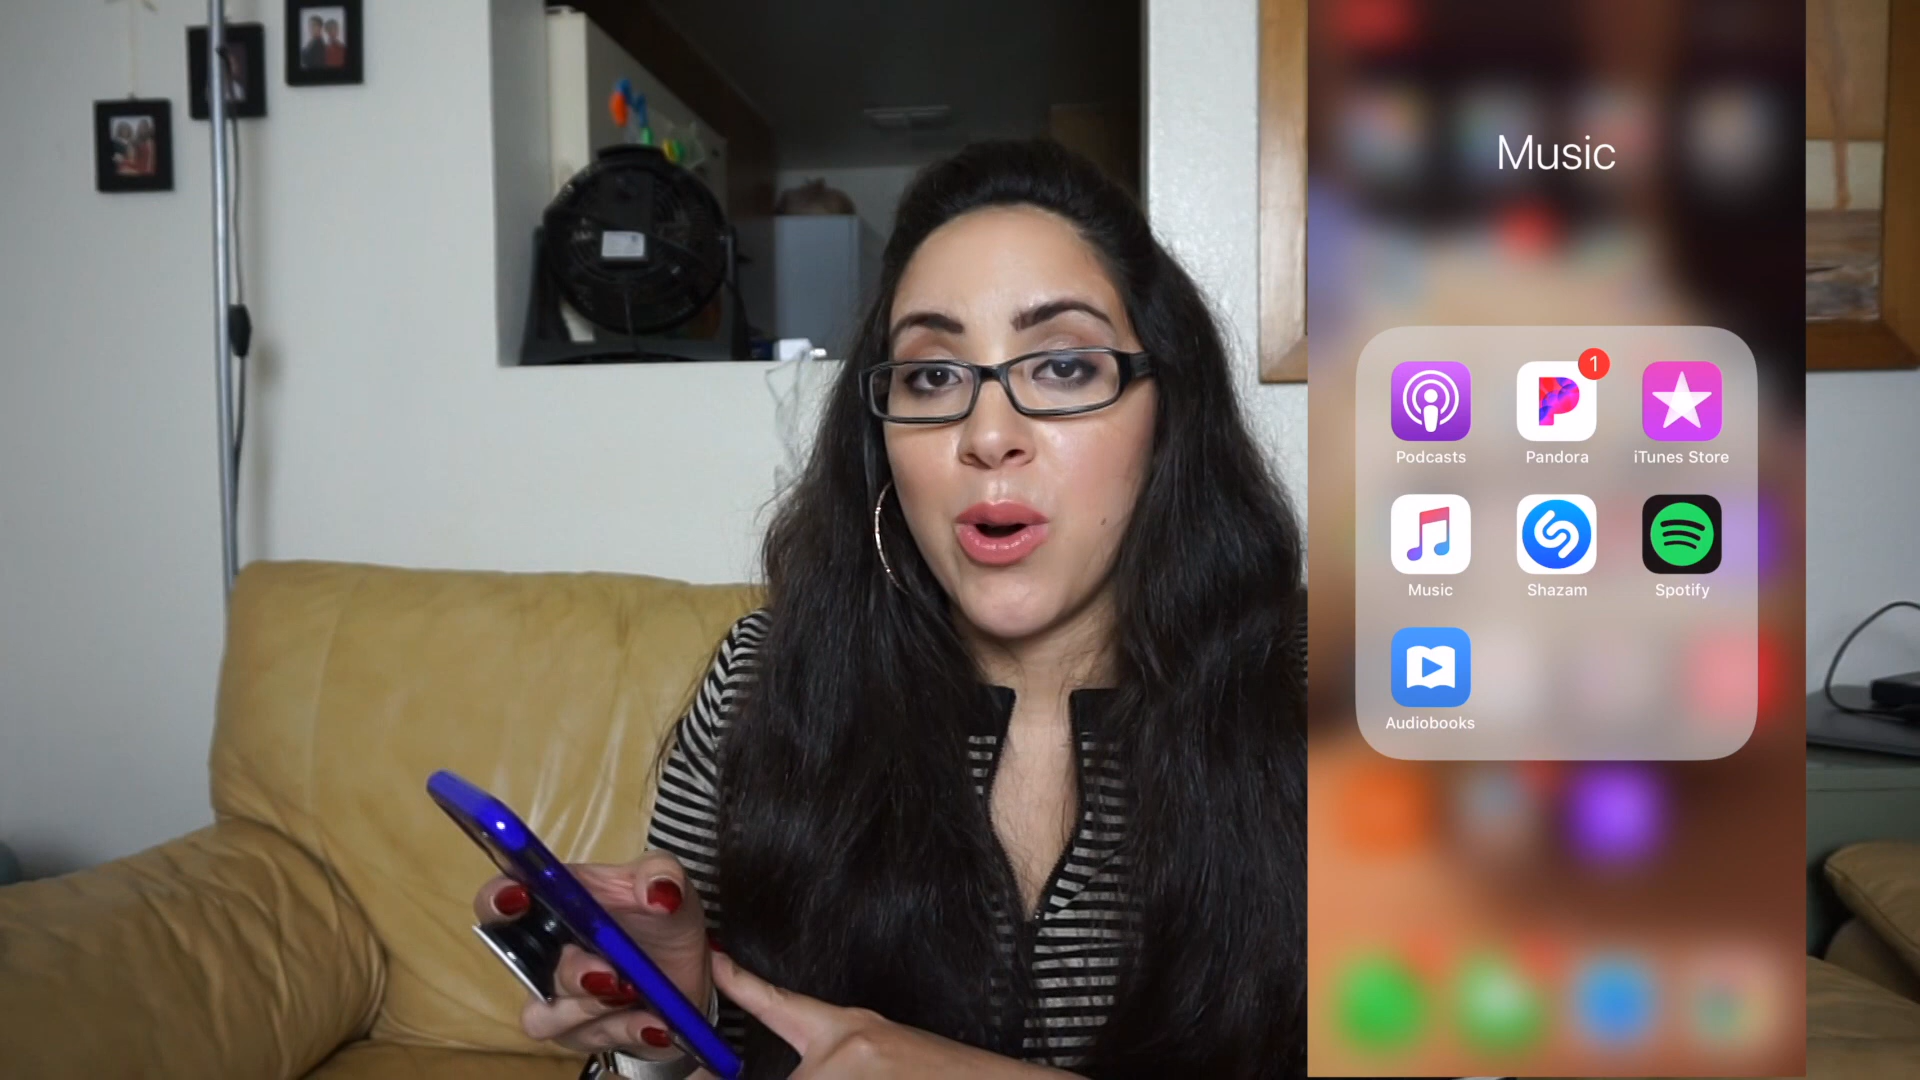 Music
1
Podcasts
Pandora
iTunes Store
Music
Shazam
Spotify
Audiobooks